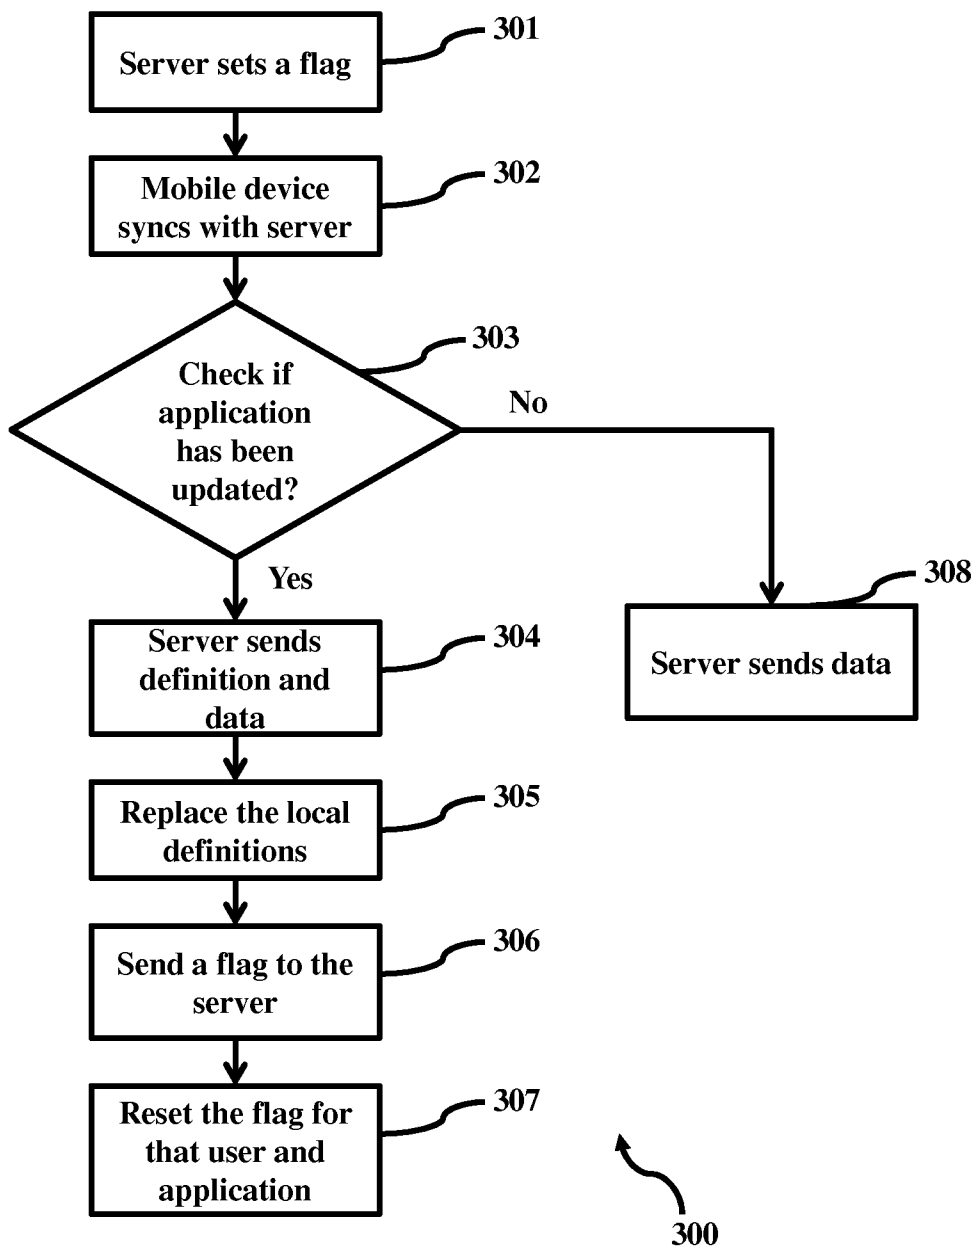 301
Server sets a flag
302
Mobile device
syncs with server
303
Check if
application
has been
updated?
No
Yes
308
304
Server sends
definition and
data
Server sends data
305
Replace the local
definitions
306
Send a flag to the
server
307
Reset the flag for
that user and
application
300